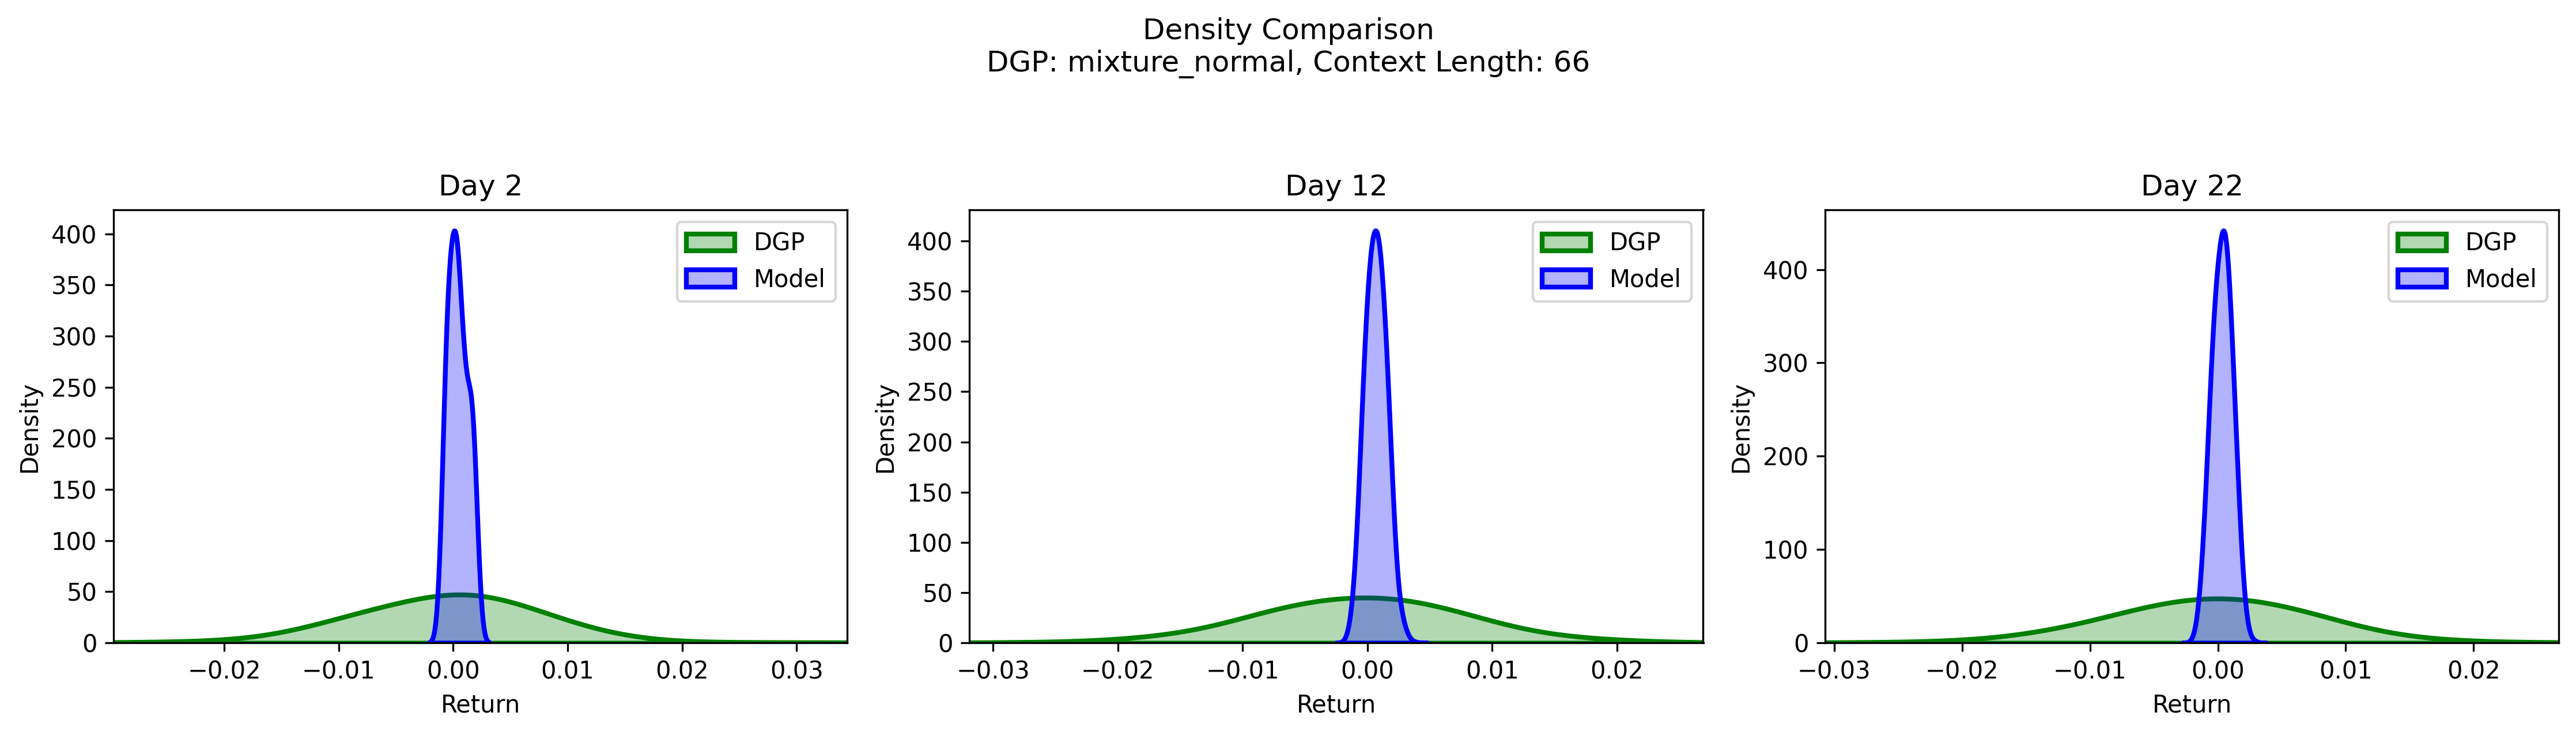 Density Comparison
DGP: mixture_normal, Context Length: 66
Day 2
400
350
300
250
200
150
100
50
0
Density
−0.02
−0.01
0.00
0.01
0.02
0.03
Return
DGP
Model
Day 12
400
350
300
250
200
150
100
50
0
Density
−0.03
−0.02
−0.01
0.00
0.01
0.02
Return
DGP
Model
Day 22
400
300
200
100
0
Density
−0.03
−0.02
−0.01
0.00
0.01
0.02
Return
DGP
Model